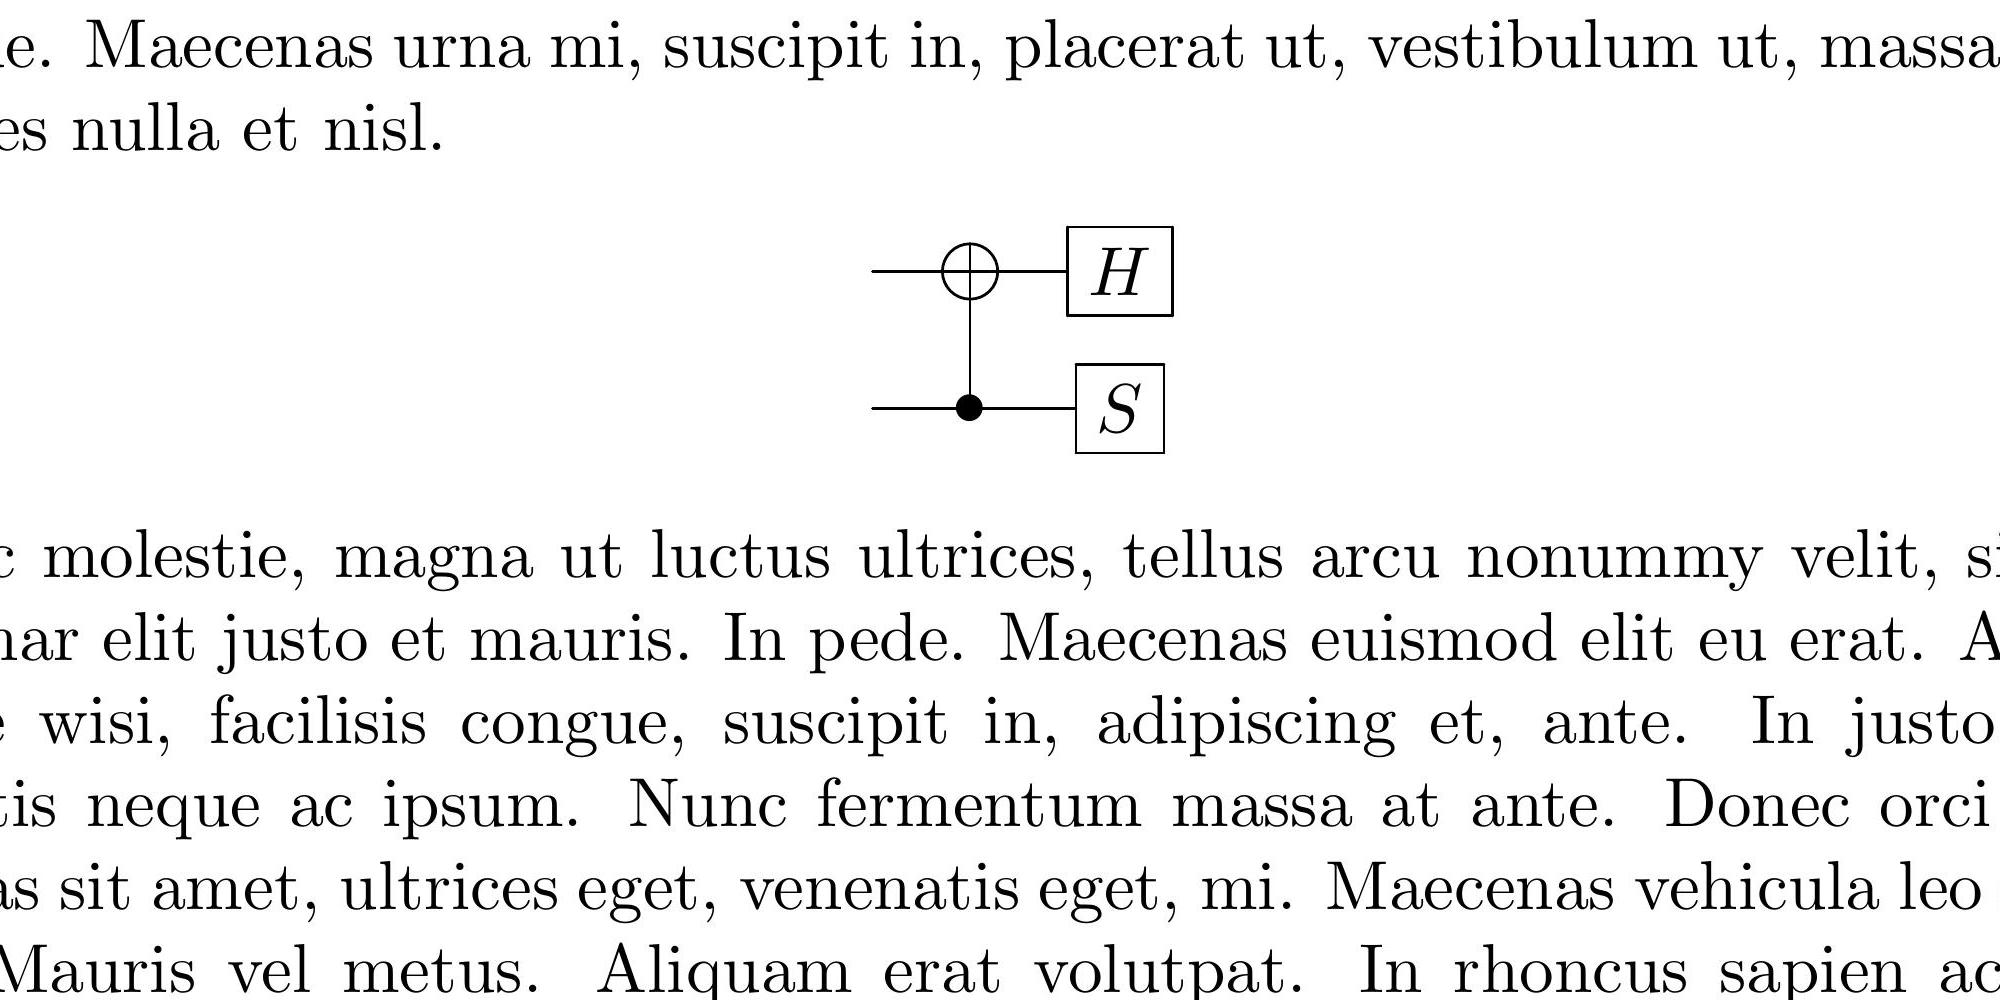 e. Maecenas urna mi, suscipit in, placerat ut, vestibulum ut, massa
es nulla et nisl.
H
S
c molestie, magna ut luctus ultrices, tellus arcu nonummy velit, si
nar elit justo et mauris. In pede. Maecenas euismod elit eu erat. A
e wisi, facilisis congue, suscipit in, adipiscing et, ante. In justo
tis neque ac ipsum. Nunc fermentum massa at ante. Donec orci
as sit amet, ultrices eget, venenatis eget, mi. Maecenas vehicula leo
Mauris vel metus. Aliquam erat volutpat. In rhoncus sapien ac